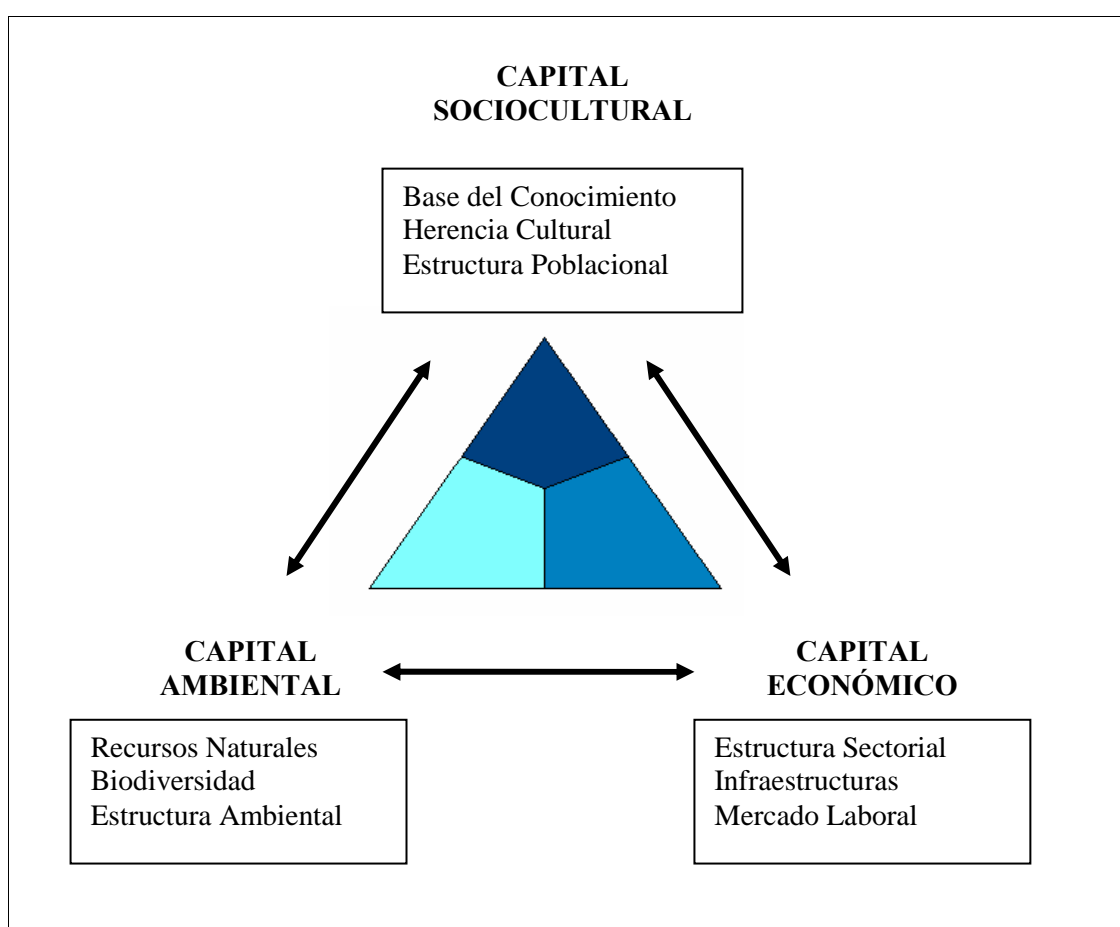 CAPITAL
SOCIOCULTURAL
Base del Conocimiento
Herencia Cultural
Estructura Poblacional
CAPITAL
AMBIENTAL
Recursos Naturales
Biodiversidad
Estructura Ambiental
CAPITAL
ECONÓMICO
Estructura Sectorial
Infraestructuras
Mercado Laboral